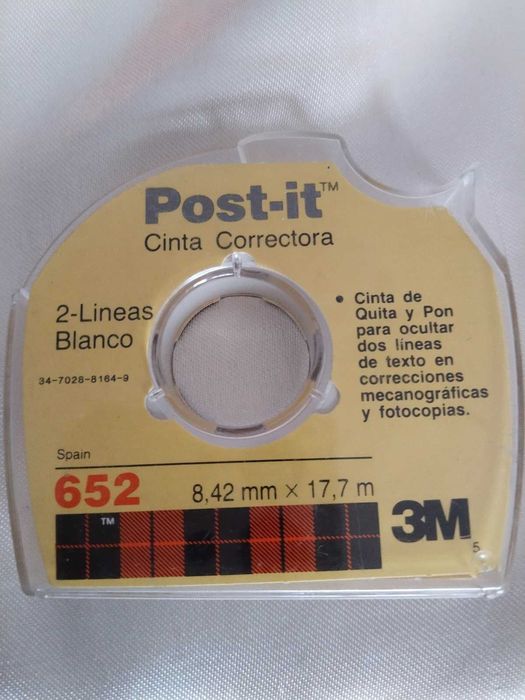 Post-it™
Cinta Correctora
2-Lineas
Blanco
34-7028-8164-9
• Cinta de
Quita y Pon
para ocultar
dos líneas
de texto en
correcciones
mecanográficas
y fotocopias.
Spain
652
8,42 mm × 17,7 m
TM
3M
5